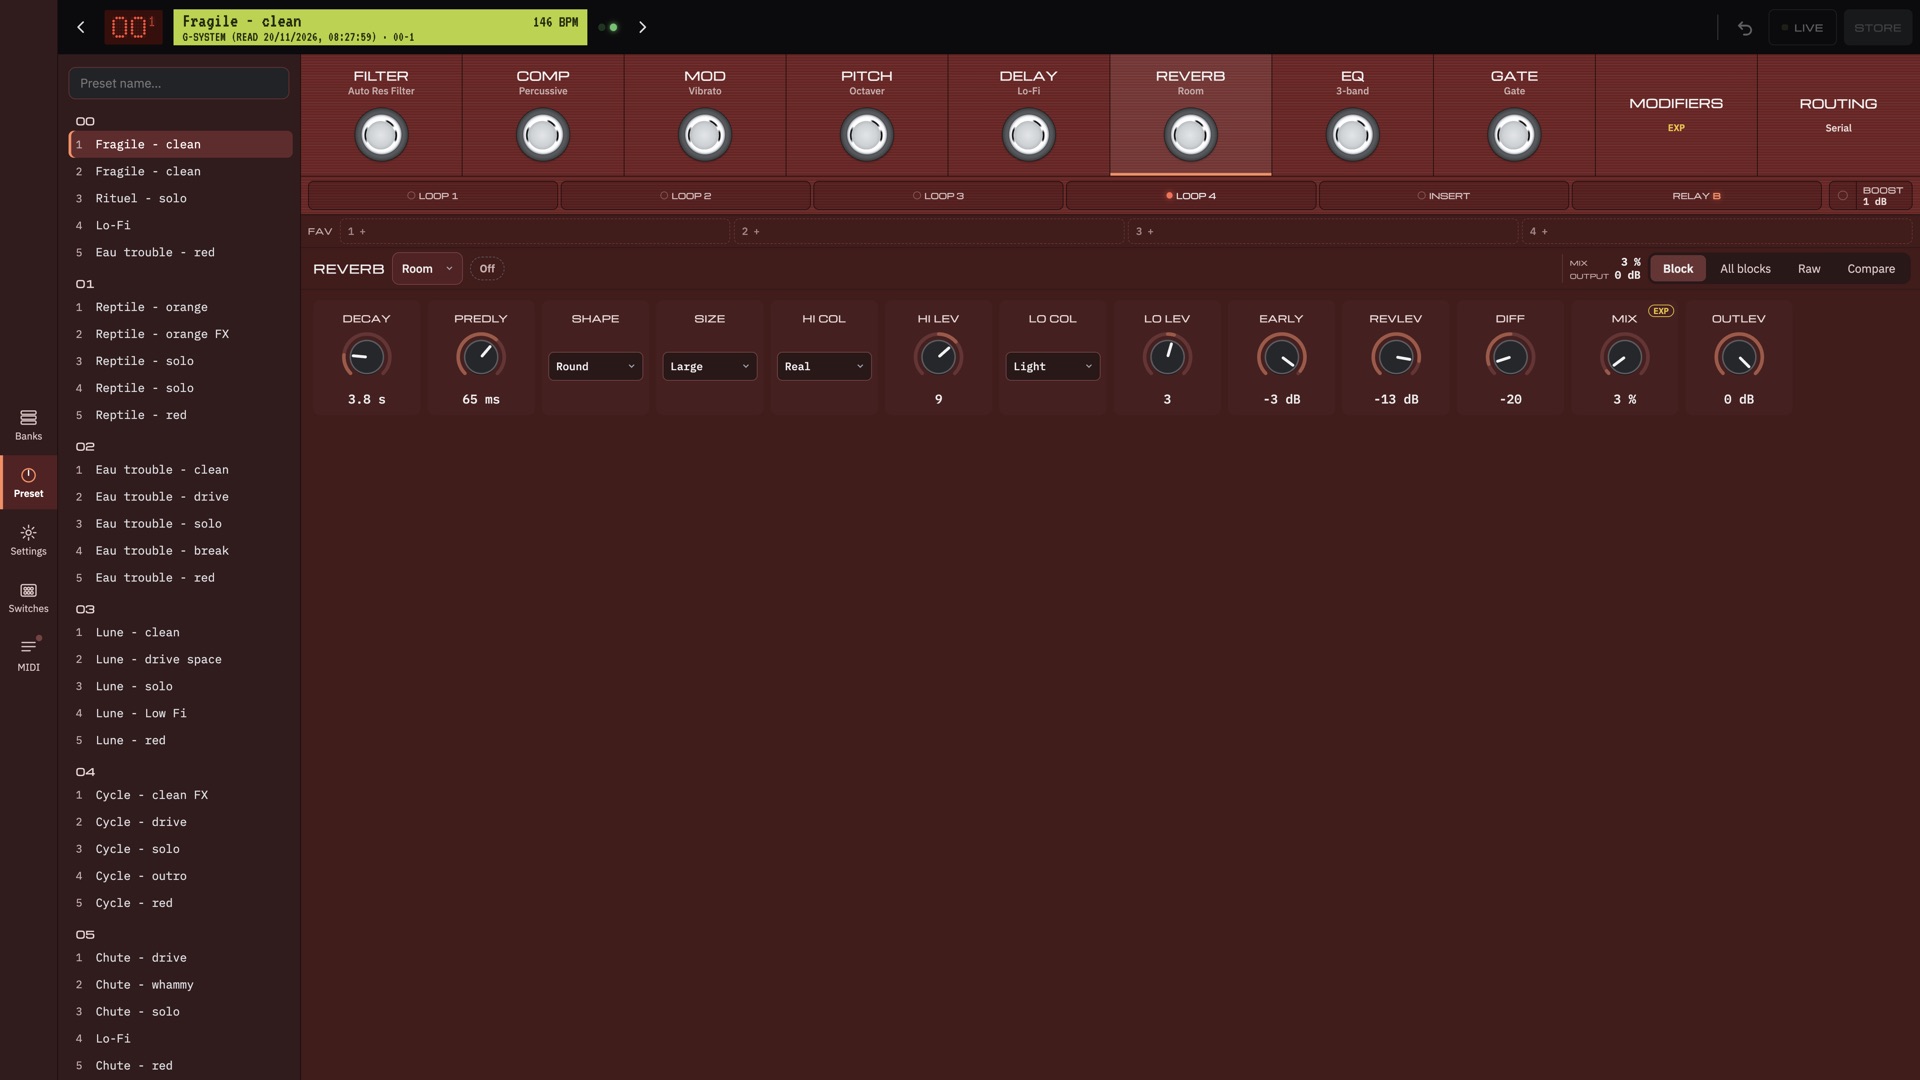 00 1
Fragile - clean
146 BPM
G-SYSTEM (READ 20/11/2026, 08:27:59) · 00-1
LIVE
STORE
Preset name...
00
1 Fragile - clean
2 Fragile - clean
3 Rituel - solo
4 Lo-Fi
5 Eau trouble - red
01
1 Reptile - orange
2 Reptile - orange FX
3 Reptile - solo
4 Reptile - solo
5 Reptile - red
02
1 Eau trouble - clean
2 Eau trouble - drive
3 Eau trouble - solo
4 Eau trouble - break
5 Eau trouble - red
03
1 Lune - clean
2 Lune - drive space
3 Lune - solo
4 Lune - Low Fi
5 Lune - red
04
1 Cycle - clean FX
2 Cycle - drive
3 Cycle - solo
4 Cycle - outro
5 Cycle - red
05
1 Chute - drive
2 Chute - whammy
3 Chute - solo
4 Lo-Fi
5 Chute - red
Banks
Preset
Settings
Switches
MIDI
FILTER
Auto Res Filter
COMP
Percussive
MOD
Vibrato
PITCH
Octaver
DELAY
Lo-Fi
REVERB
Room
EQ
3-band
GATE
Gate
MODIFIERS
EXP
ROUTING
Serial
LOOP 1
LOOP 2
LOOP 3
LOOP 4
INSERT
RELAY B
BOOST
1 dB
FAV
1 +
2 +
3 +
4 +
REVERB
Room
Off
MIX 3 %
OUTPUT 0 dB
Block
All blocks
Raw
Compare
DECAY
3.8 s
PREDLY
65 ms
SHAPE
Round
SIZE
Large
HI COL
Real
HI LEV
9
LO COL
Light
LO LEV
3
EARLY
-3 dB
REVLEV
-13 dB
DIFF
-20
MIX
EXP
3 %
OUTLEV
0 dB